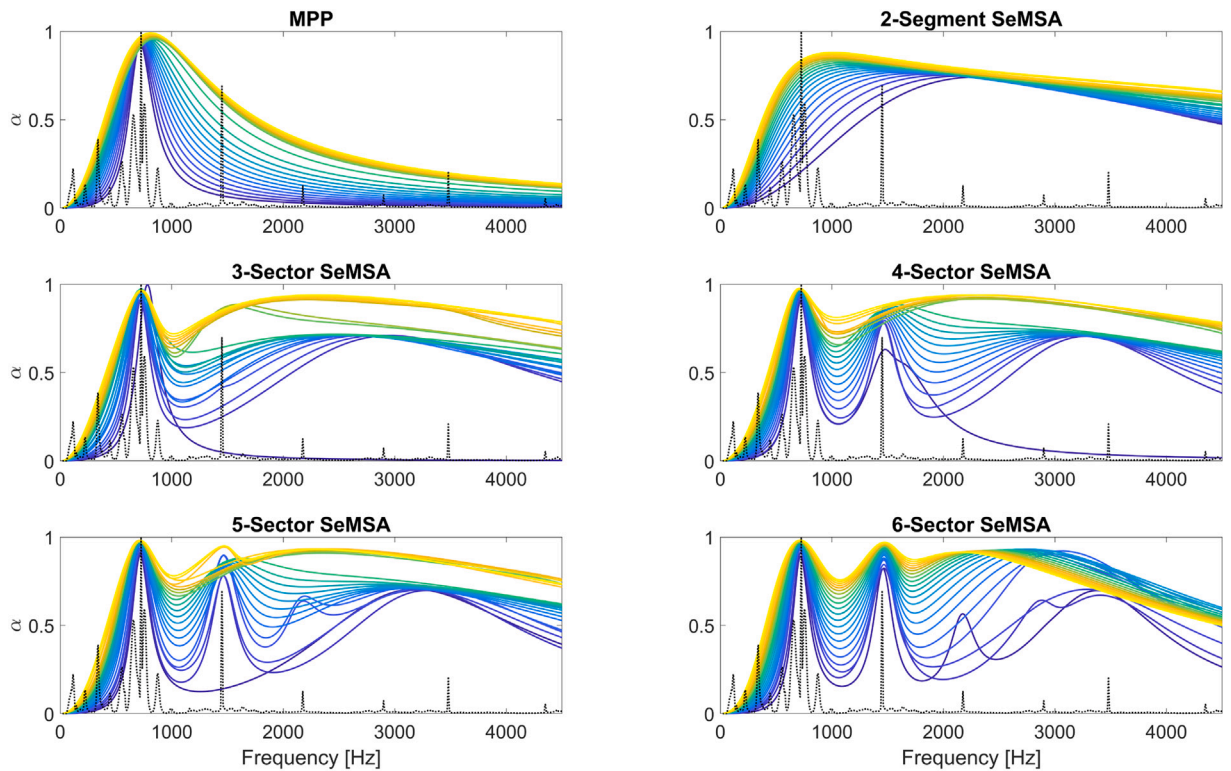 MPP
2-Segment SeMSA
1
0.5
0
α
0 1000 2000 3000 4000
1
0.5
0
0 1000 2000 3000 4000
3-Sector SeMSA
4-Sector SeMSA
1
0.5
0
α
0 1000 2000 3000 4000
1
0.5
0
0 1000 2000 3000 4000
5-Sector SeMSA
6-Sector SeMSA
1
0.5
0
α
0 1000 2000 3000 4000
Frequency [Hz]
1
0.5
0
0 1000 2000 3000 4000
Frequency [Hz]